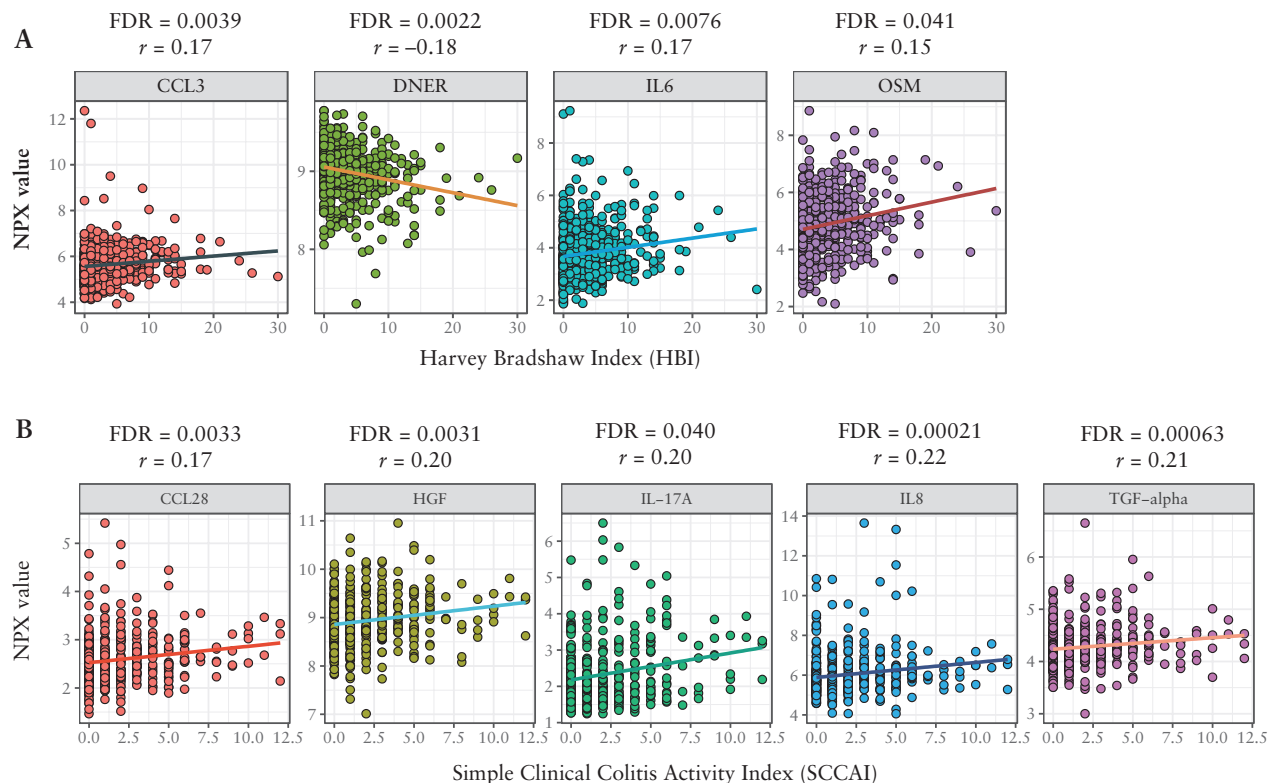 A
FDR = 0.0039 FDR = 0.0022 FDR = 0.0076 FDR = 0.041
r = 0.17 r = –0.18 r = 0.17 r = 0.15
CCL3 DNER IL6 OSM
NPX value
12
10
8
6
4
9
8
8
6
4
2
8
6
4
2
0 10 20 30 0 10 20 30 0 10 20 30 0 10 20 30
Harvey Bradshaw Index (HBI)
B
FDR = 0.0033 FDR = 0.0031 FDR = 0.040 FDR = 0.00021 FDR = 0.00063
r = 0.17 r = 0.20 r = 0.20 r = 0.22 r = 0.21
CCL28 HGF IL–17A IL8 TGF–alpha
NPX value
5
4
3
2
11
10
9
8
7
6
5
4
3
2
1
14
12
10
8
6
4
6
5
4
3
0.0 2.5 5.0 7.5 10.0 12.5 0.0 2.5 5.0 7.5 10.0 12.5 0.0 2.5 5.0 7.5 10.0 12.5 0.0 2.5 5.0 7.5 10.0 12.5 0.0 2.5 5.0 7.5 10.0 12.5
Simple Clinical Colitis Activity Index (SCCAI)